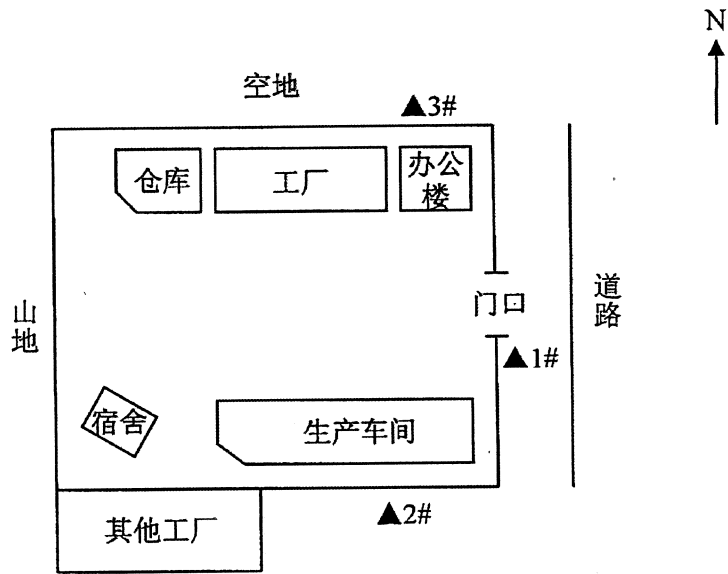 N
空地
▲3#
仓库
工厂
办公
楼
山
地
门口
道
路
▲1#
宿舍
生产车间
▲2#
其他工厂